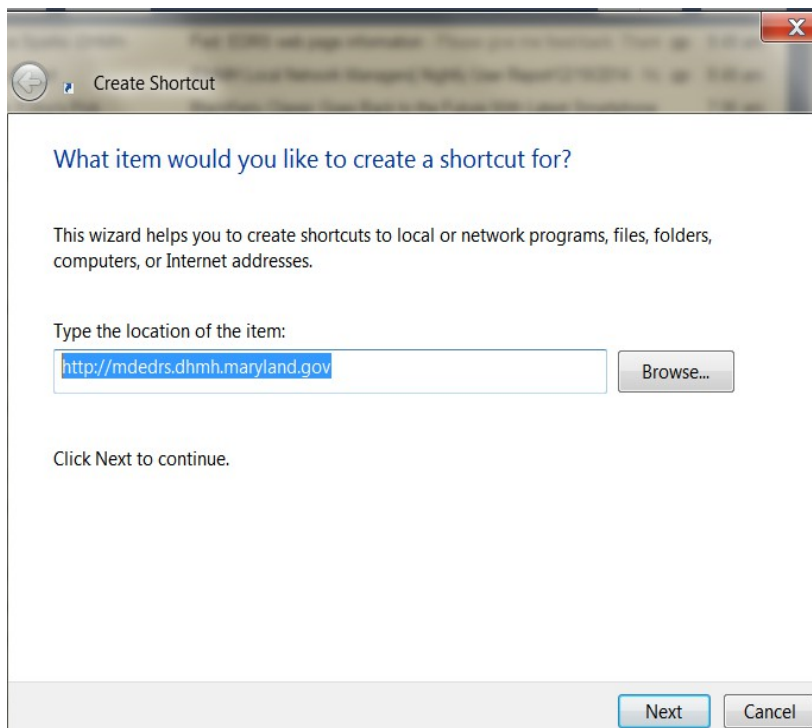 Create Shortcut
What item would you like to create a shortcut for?
This wizard helps you to create shortcuts to local or network programs, files, folders,
computers, or Internet addresses.
Type the location of the item:
http://mdedrs.dhmh.maryland.gov
Browse...
Click Next to continue.
Next
Cancel